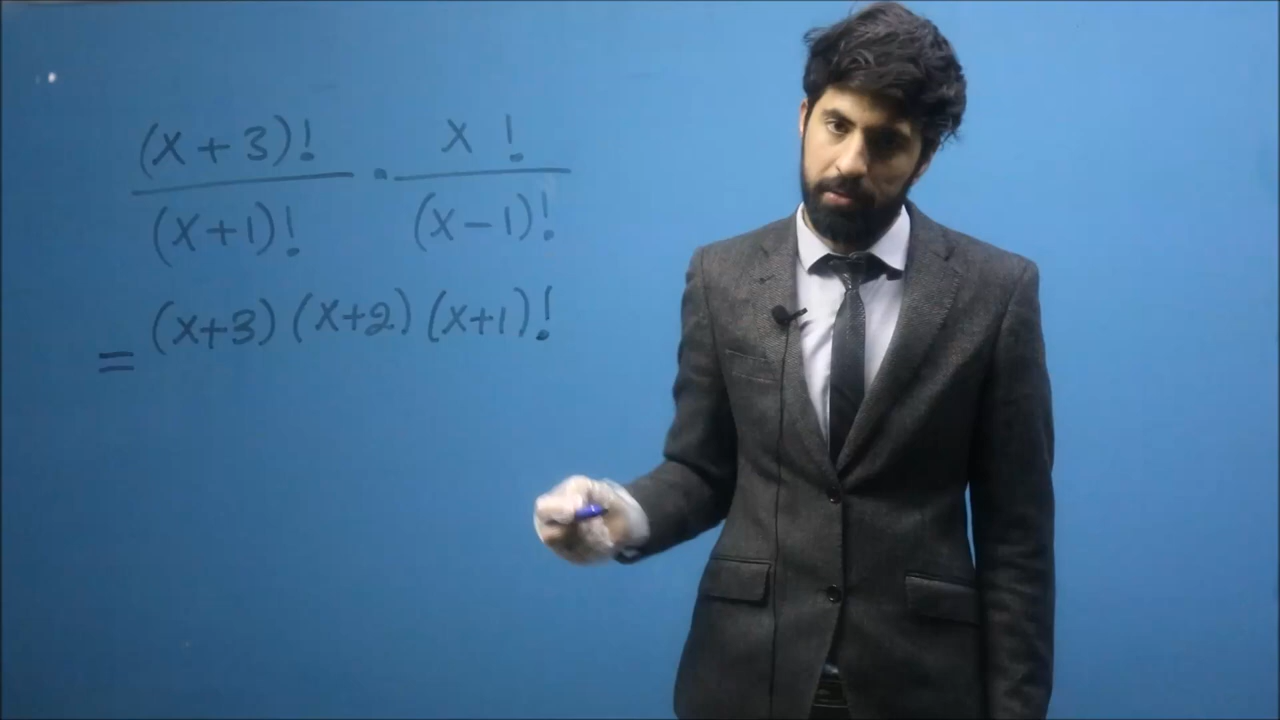 (x+3)! / (x+1)! · x! / (x-1)!
= (x+3)(x+2)(x+1)!